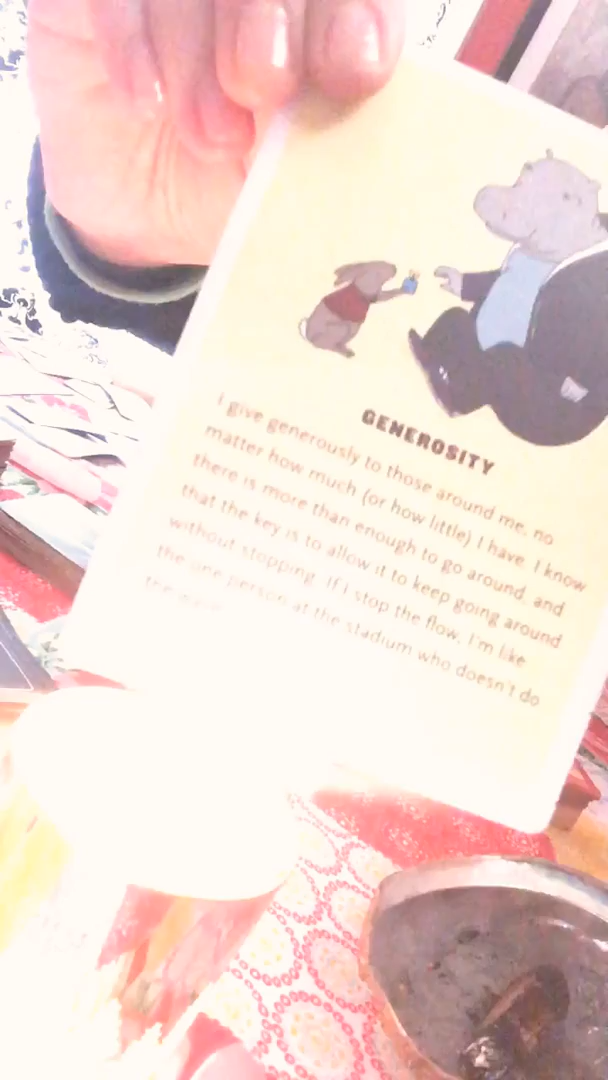 GENEROSITY
I give generously to those around me, no
matter how much (or how little) I have. I know
there is more than enough to go around, and
that the key is to allow it to keep going around
without stopping. If I stop the flow, I'm like
the one person at the stadium who doesn't do
the wave.